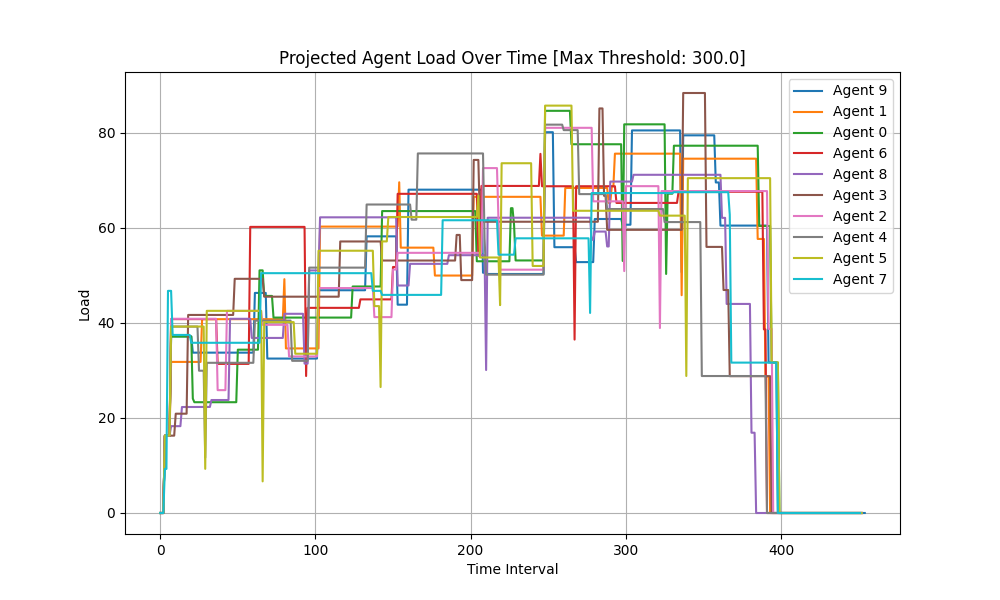 Projected Agent Load Over Time [Max Threshold: 300.0]
Load
80
60
40
20
0
0 100 200 300 400
Time Interval
Agent 9
Agent 1
Agent 0
Agent 6
Agent 8
Agent 3
Agent 2
Agent 4
Agent 5
Agent 7